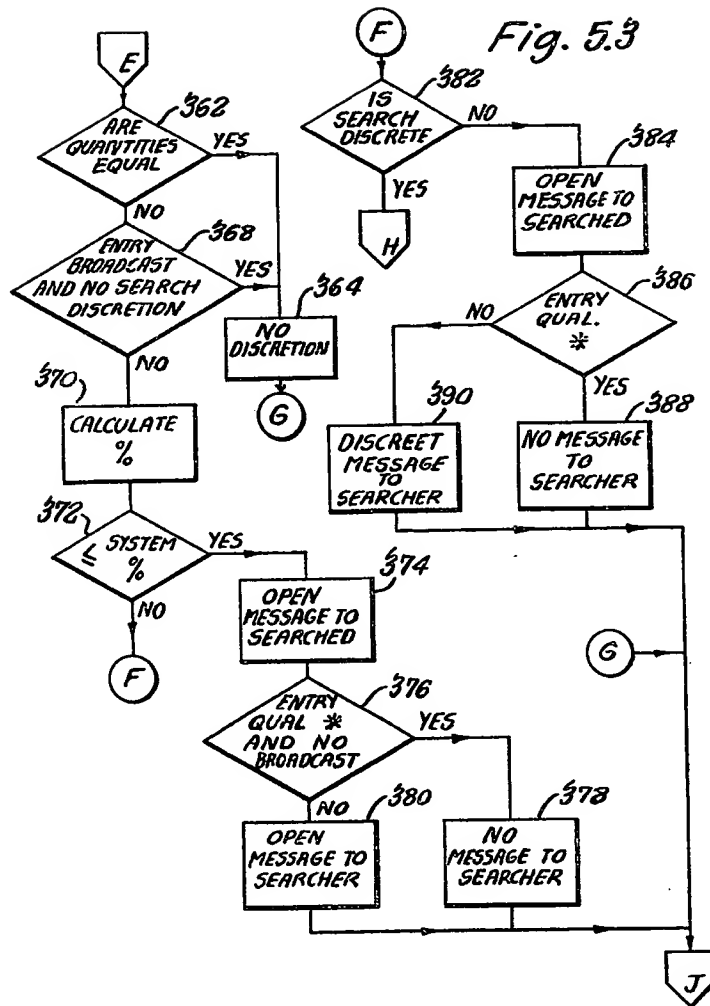 Fig. 5.3
E
362
ARE
QUANTITIES
EQUAL
YES
NO
368
ENTRY
BROADCAST
AND NO SEARCH
DISCRETION
YES
NO
364
NO
DISCRETION
G
370
CALCULATE
%
372
≤ SYSTEM
%
YES
NO
F
374
OPEN
MESSAGE TO
SEARCHED
376
ENTRY
QUAL *
AND NO
BROADCAST
YES
NO
380
OPEN
MESSAGE TO
SEARCHER
378
NO
MESSAGE TO
SEARCHER
F
382
IS
SEARCH
DISCRETE
NO
YES
H
384
OPEN
MESSAGE TO
SEARCHED
386
ENTRY
QUAL.
*
NO
YES
390
DISCREET
MESSAGE
TO
SEARCHER
388
NO MESSAGE
TO
SEARCHER
G
J